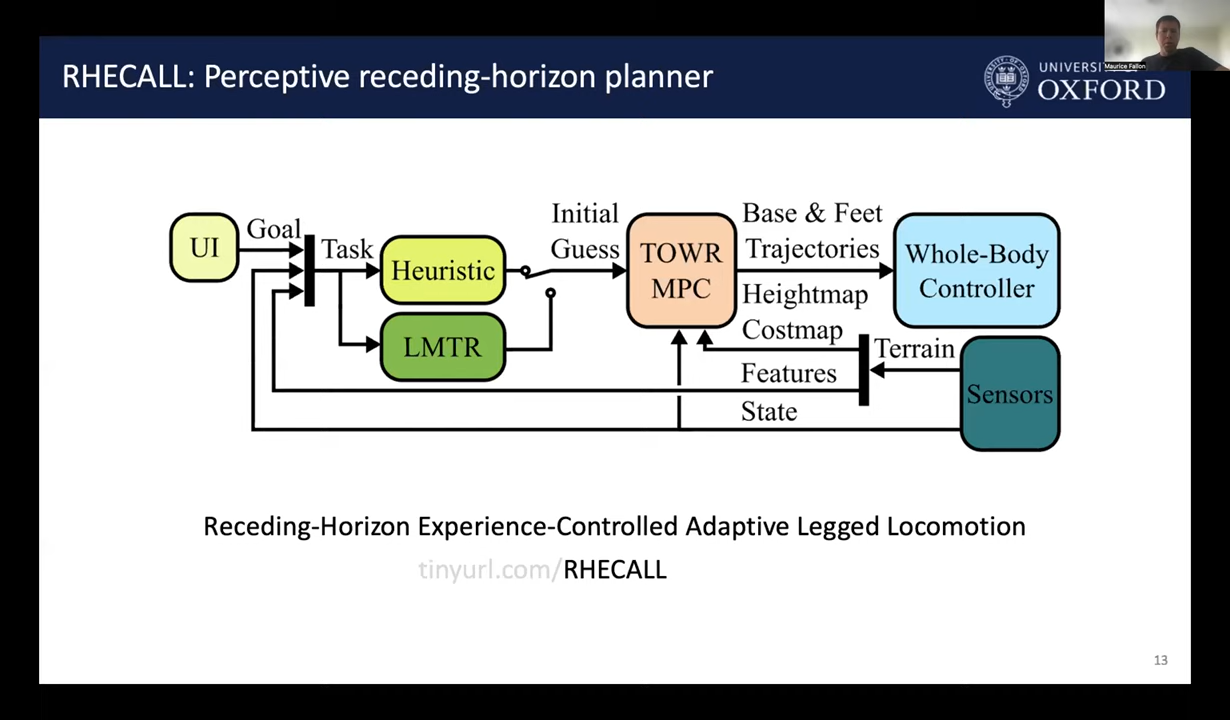 RHECALL: Perceptive receding-horizon planner
UNIVERSI
OXFORD
Maurice Fallon
UI
Goal
Task
Heuristic
LMTR
Initial
Guess
TOWR
MPC
Base & Feet
Trajectories
Heightmap
Costmap
Features
State
Whole-Body
Controller
Terrain
Sensors
Receding-Horizon Experience-Controlled Adaptive Legged Locomotion
tinyurl.com/RHECALL
13